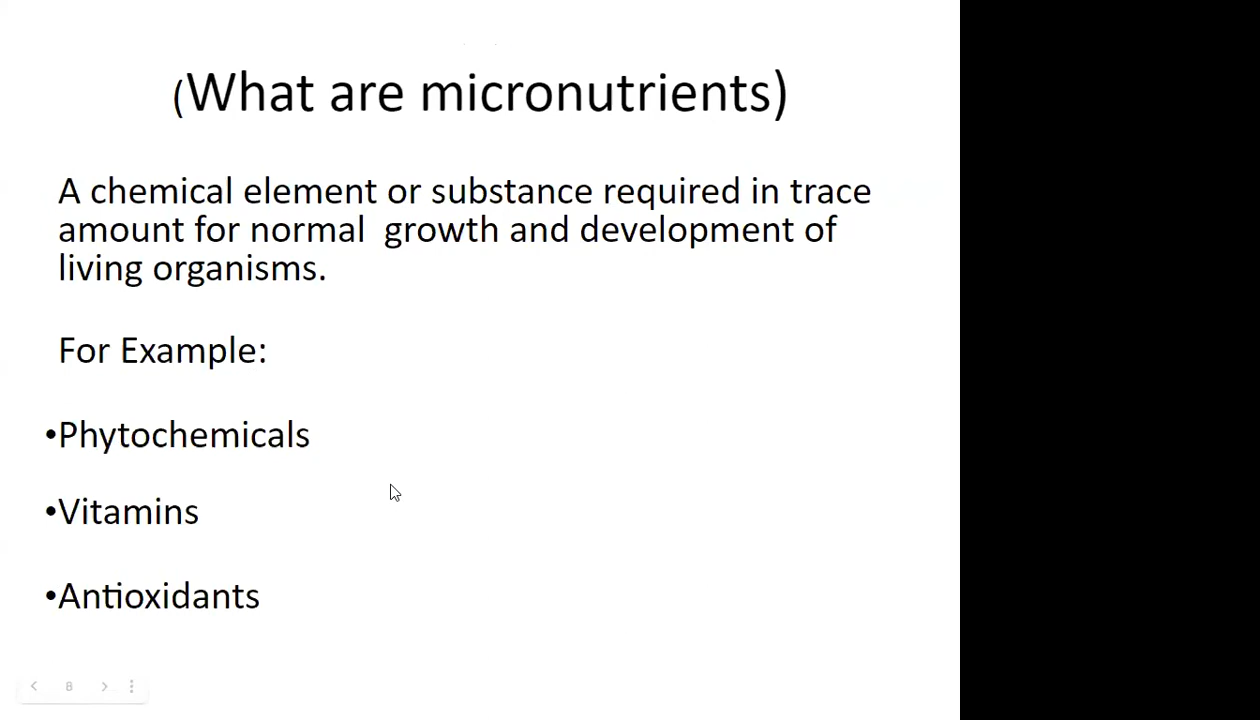 (What are micronutrients)
A chemical element or substance required in trace
amount for normal  growth and development of
living organisms.
For Example:
•Phytochemicals
•Vitamins
•Antioxidants
8